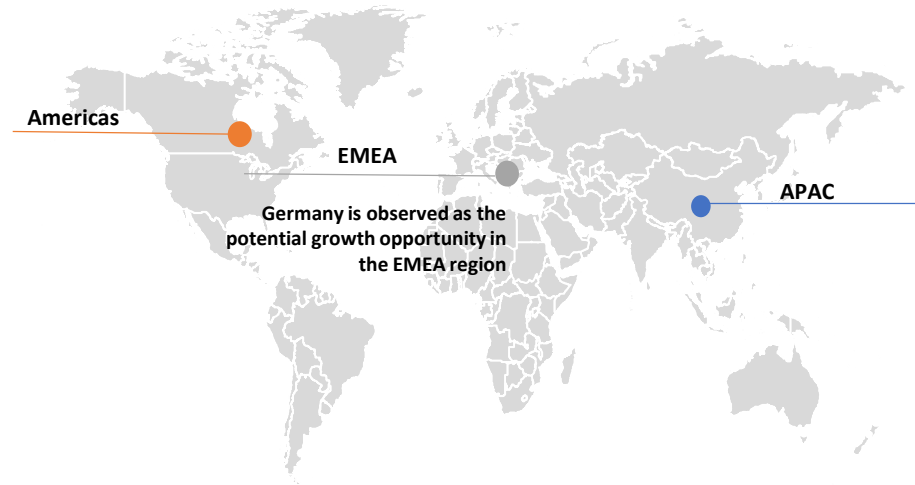 Americas
EMEA
Germany is observed as the
potential growth opportunity in
the EMEA region
APAC